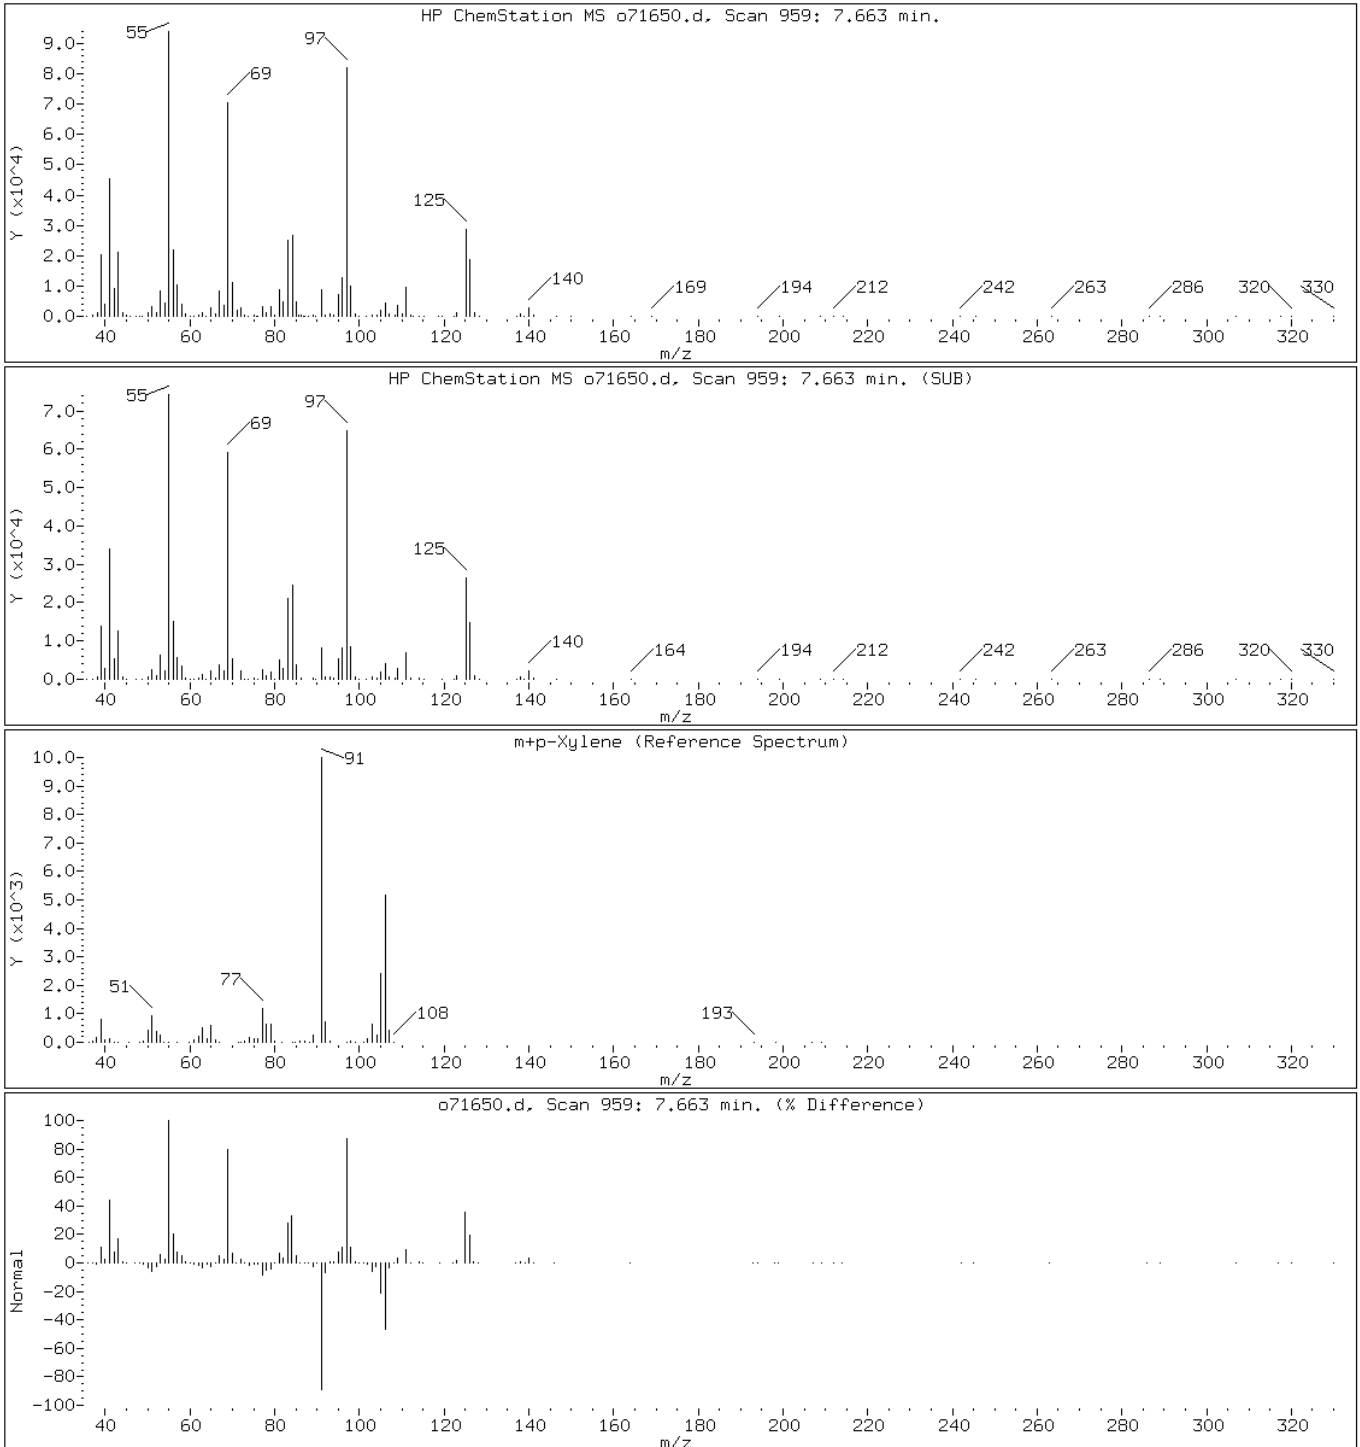 HP ChemStation MS o71650.d, Scan 959: 7.663 min.
Y (x10^4)
9.0
8.0
7.0
6.0
5.0
4.0
3.0
2.0
1.0
0.0
55 69 97 125 140 169 194 212 242 263 286 320 330
40 60 80 100 120 140 160 180 200 220 240 260 280 300 320
m/z
HP ChemStation MS o71650.d, Scan 959: 7.663 min. (SUB)
Y (x10^4)
7.0
6.0
5.0
4.0
3.0
2.0
1.0
0.0
55 69 97 125 140 164 194 212 242 263 286 320 330
40 60 80 100 120 140 160 180 200 220 240 260 280 300 320
m/z
m+p-Xylene (Reference Spectrum)
Y (x10^3)
10.0
9.0
8.0
7.0
6.0
5.0
4.0
3.0
2.0
1.0
0.0
51 77 91 108 193
40 60 80 100 120 140 160 180 200 220 240 260 280 300 320
m/z
o71650.d, Scan 959: 7.663 min. (% Difference)
Normal
100
80
60
40
20
0
-20
-40
-60
-80
-100
40 60 80 100 120 140 160 180 200 220 240 260 280 300 320
m/z